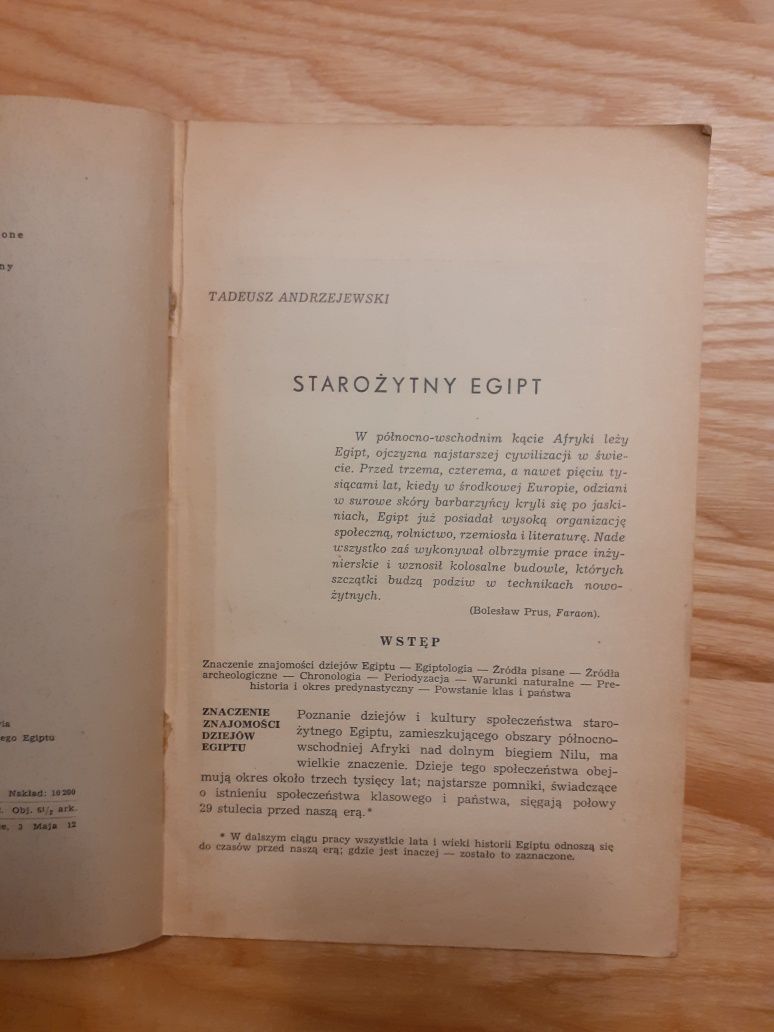 one
ny
ia
ego Egiptu
Nakład: 10 200
Obj. 6½ ark.
3 Maja 12
TADEUSZ ANDRZEJEWSKI
STAROŻYTNY EGIPT
W północno-wschodnim kącie Afryki leży
Egipt, ojczyzna najstarszej cywilizacji w świe-
cie. Przed trzema, czterema, a nawet pięciu ty-
siącami lat, kiedy w środkowej Europie, odziani
w surowe skóry barbarzyńcy kryli się po jaski-
niach, Egipt już posiadał wysoką organizację
społeczną, rolnictwo, rzemiosła i literaturę. Nade
wszystko zaś wykonywał olbrzymie prace inży-
nierskie i wznosił kolosalne budowle, których
szczątki budzą podziw w technikach nowo-
żytnych.
(Bolesław Prus, Faraon).
WSTĘP
Znaczenie znajomości dziejów Egiptu — Egiptologia — Źródła pisane — Źródła
archeologiczne — Chronologia — Periodyzacja — Warunki naturalne — Pre-
historia i okres predynastyczny — Powstanie klas i państwa
ZNACZENIE
ZNAJOMOŚCI
DZIEJÓW
EGIPTU
Poznanie dziejów i kultury społeczeństwa staro-
żytnego Egiptu, zamieszkującego obszary północno-
wschodniej Afryki nad dolnym biegiem Nilu, ma
wielkie znaczenie. Dzieje tego społeczeństwa obej-
mują okres około trzech tysięcy lat; najstarsze pomniki, świadczące
o istnieniu społeczeństwa klasowego i państwa, sięgają połowy
29 stulecia przed naszą erą.*
* W dalszym ciągu pracy wszystkie lata i wieki historii Egiptu odnoszą się
do czasów przed naszą erą; gdzie jest inaczej — zostało to zaznaczone.